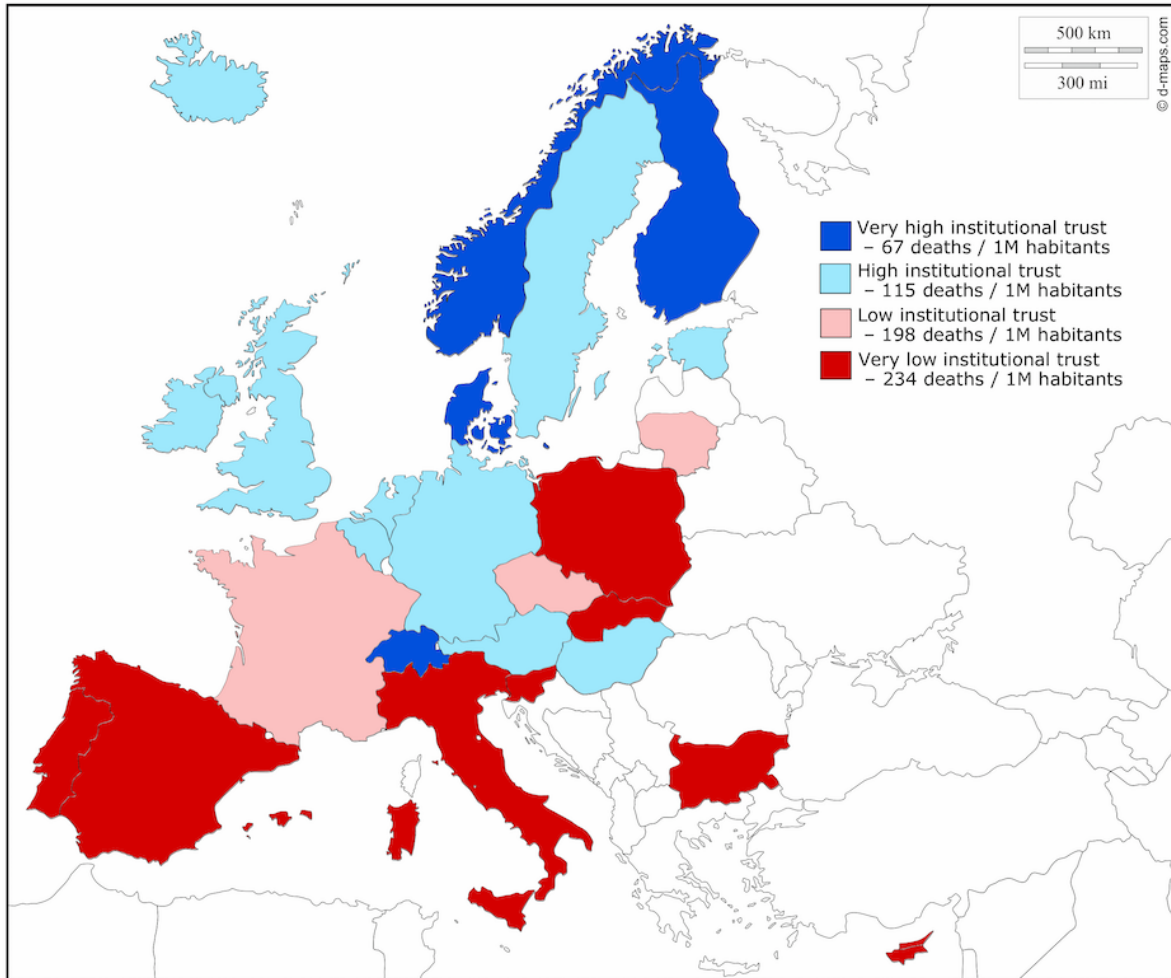 500 km
300 mi
© d-maps.com
Very high institutional trust
– 67 deaths / 1M habitants
High institutional trust
– 115 deaths / 1M habitants
Low institutional trust
– 198 deaths / 1M habitants
Very low institutional trust
– 234 deaths / 1M habitants